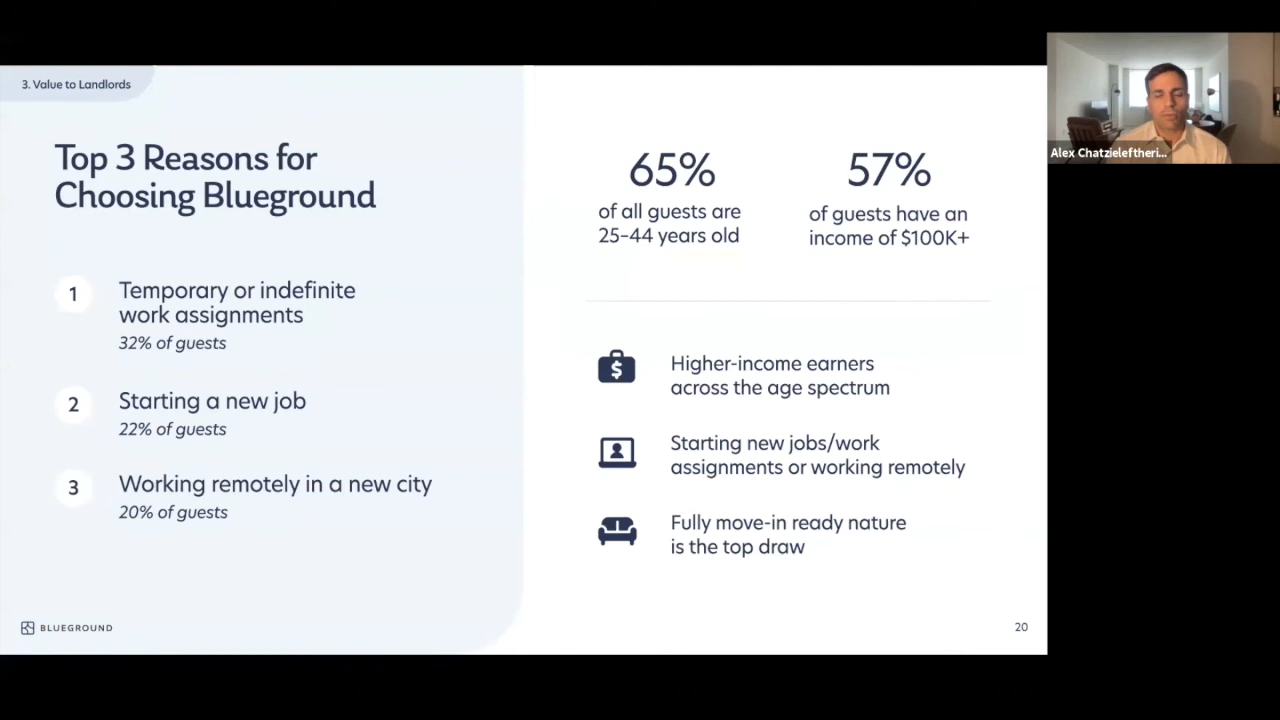 3. Value to Landlords
Top 3 Reasons for
Choosing Blueground
1
Temporary or indefinite
work assignments
32% of guests
2
Starting a new job
22% of guests
3
Working remotely in a new city
20% of guests
BLUEGROUND
65%
of all guests are
25–44 years old
57%
of guests have an
income of $100K+
$
Higher-income earners
across the age spectrum
Starting new jobs/work
assignments or working remotely
Fully move-in ready nature
is the top draw
20
Alex Chatzieleftheri...